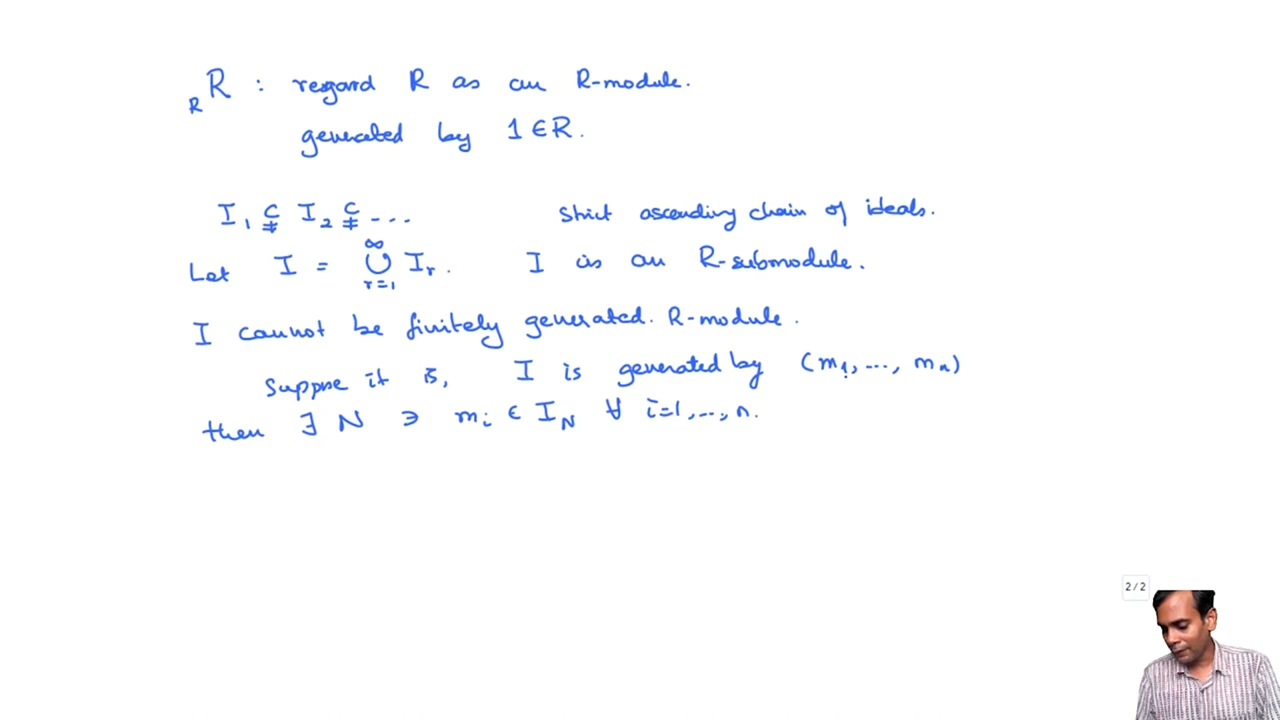 R R : regard R as an R-module.
generated by 1 ∈ R.
I₁ ⊊ I₂ ⊊ ... strict ascending chain of ideals.
Let I = ∪_{r=1}^{∞} I_r. I is an R-submodule.
I cannot be finitely generated. R-module.
Suppose it is, I is generated by (m₁, ..., mₙ)
then ∃ N ∋ mᵢ ∈ I_N ∀ i=1, ..., n.
2/2